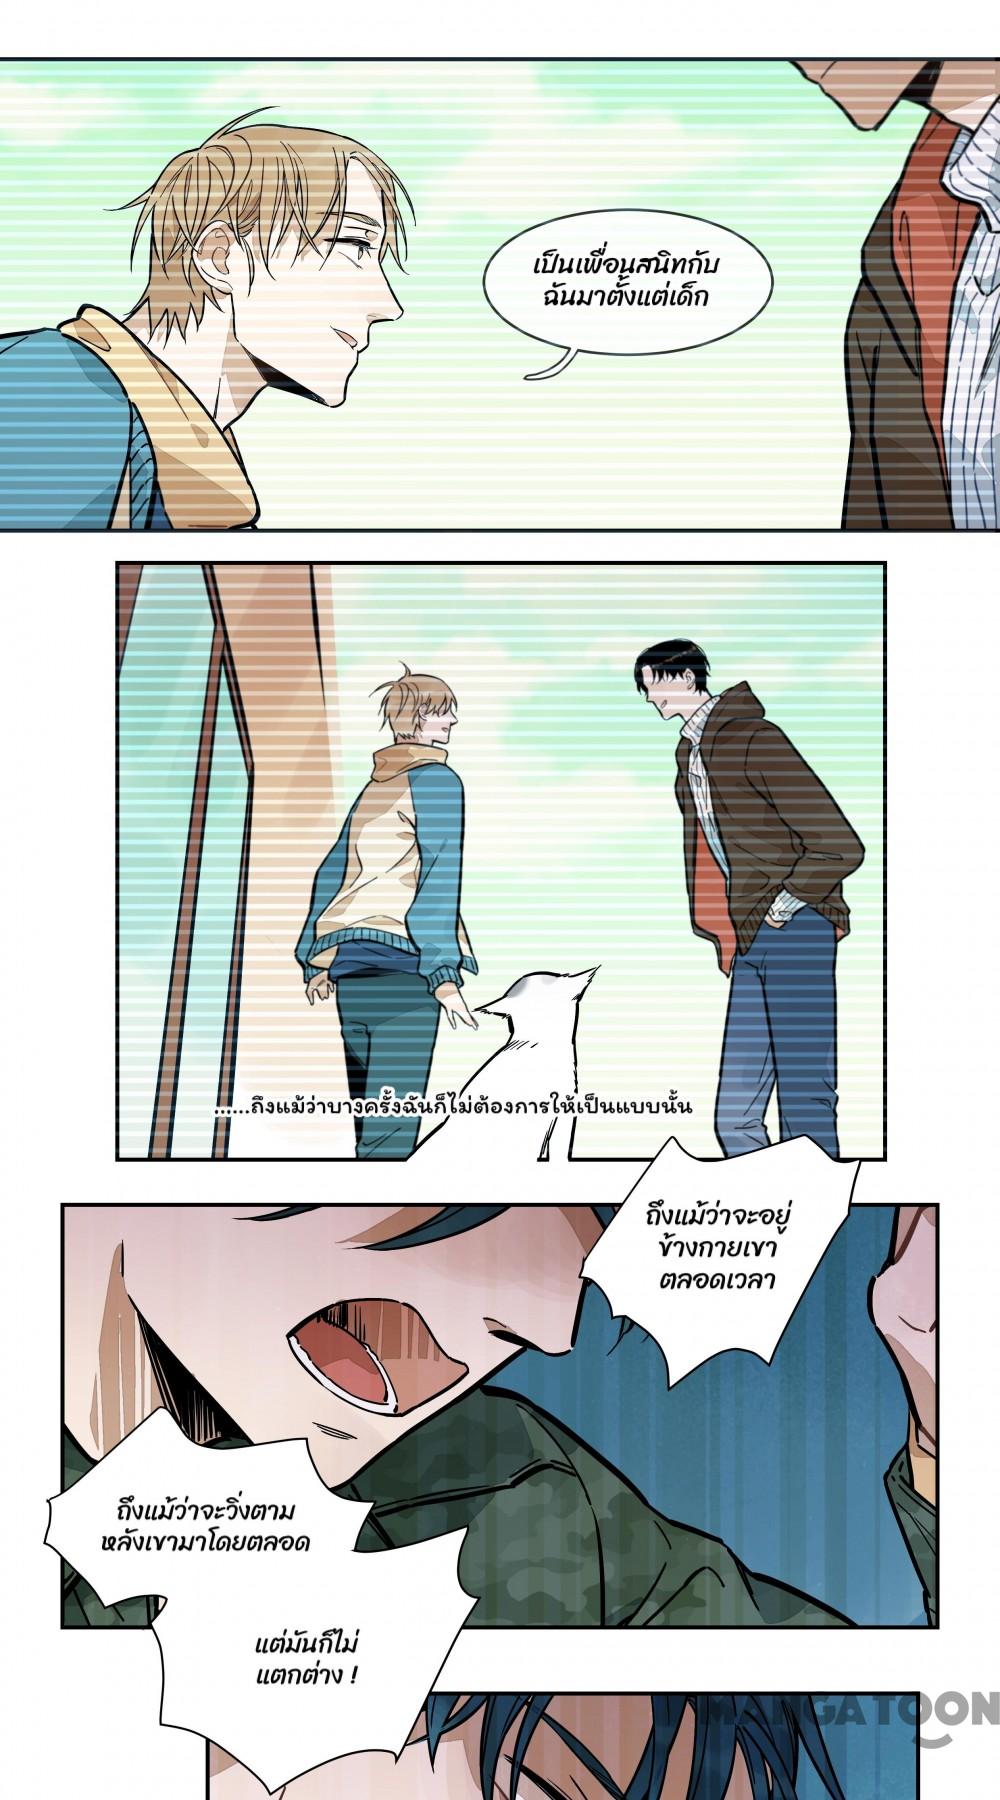 เป็นเพื่อนสนิทกับ
ฉันมาตั้งแต่เด็ก
......ถึงแม้ว่าบางครั้งฉันก็ไม่ต้องการให้เป็นแบบนั้น
ถึงแม้ว่าจะอยู่
ข้างกายเขา
ตลอดเวลา
ถึงแม้ว่าจะวิ่งตาม
หลังเขามาโดยตลอด
แต่มันก็ไม่
แตกต่าง !
MANGATOON